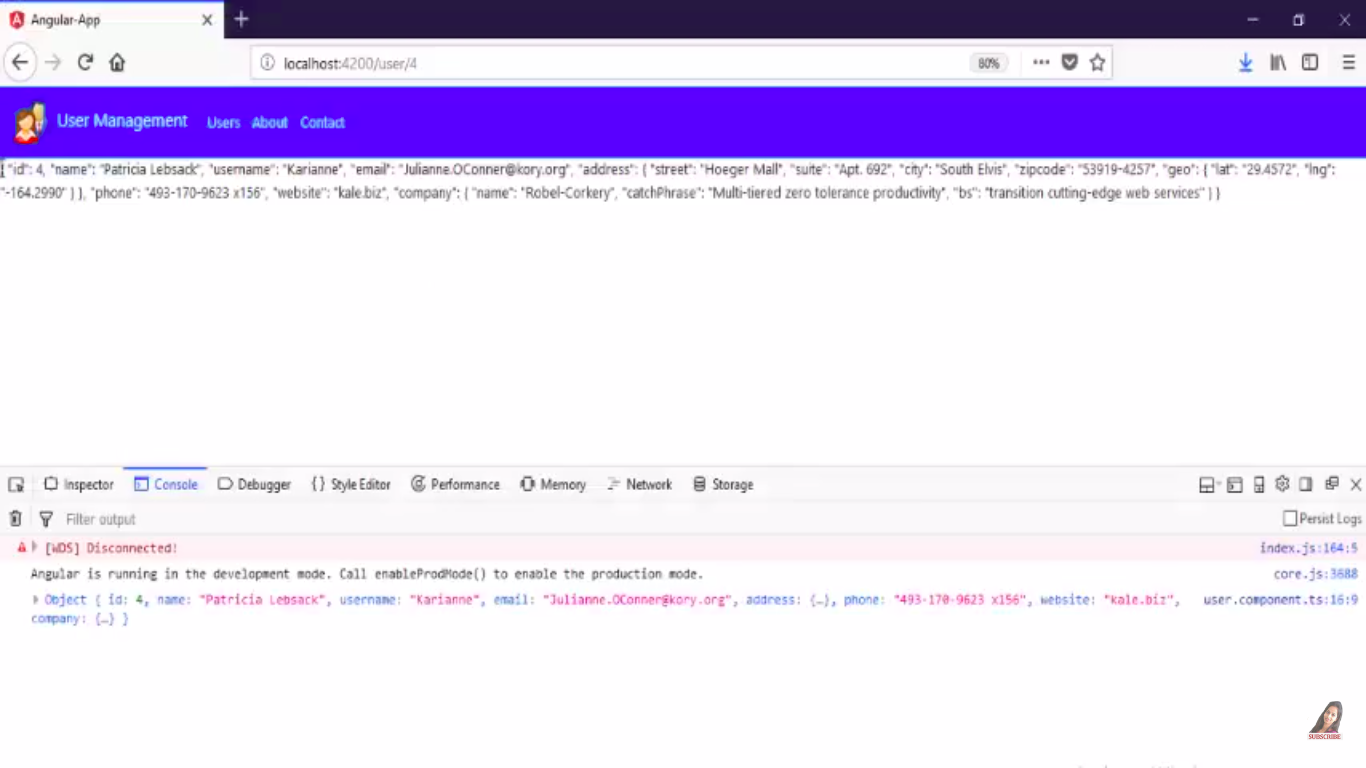 Angular-App
localhost:4200/user/4
80%
User Management Users About Contact
{ "id": 4, "name": "Patricia Lebsack", "username": "Karianne", "email": "Julianne.OConner@kory.org", "address": { "street": "Hoeger Mall", "suite": "Apt. 692", "city": "South Elvis", "zipcode": "53919-4257", "geo": { "lat": "29.4572", "lng":
"-164.2990" } }, "phone": "493-170-9623 x156", "website": "kale.biz", "company": { "name": "Robel-Corkery", "catchPhrase": "Multi-tiered zero tolerance productivity", "bs": "transition cutting-edge web services" } }
Inspector Console Debugger {} Style Editor Performance Memory Network Storage
Filter output Persist Logs
[WDS] Disconnected! index.js:164:5
Angular is running in the development mode. Call enableProdMode() to enable the production mode. core.js:3688
Object { id: 4, name: "Patricia Lebsack", username: "Karianne", email: "Julianne.OConner@kory.org", address: {…}, phone: "493-170-9623 x156", website: "kale.biz", user.component.ts:16:9
company: {…} }
SUBSCRIBE